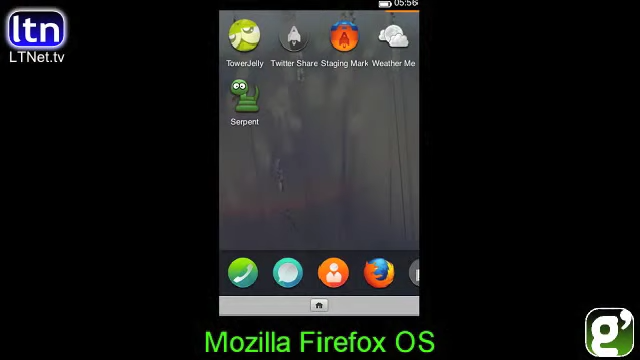 05:56
ltn
LTNet.tv
TowerJelly
Twitter Share
Staging Mark
Weather Me
Serpent
g'
Mozilla Firefox OS